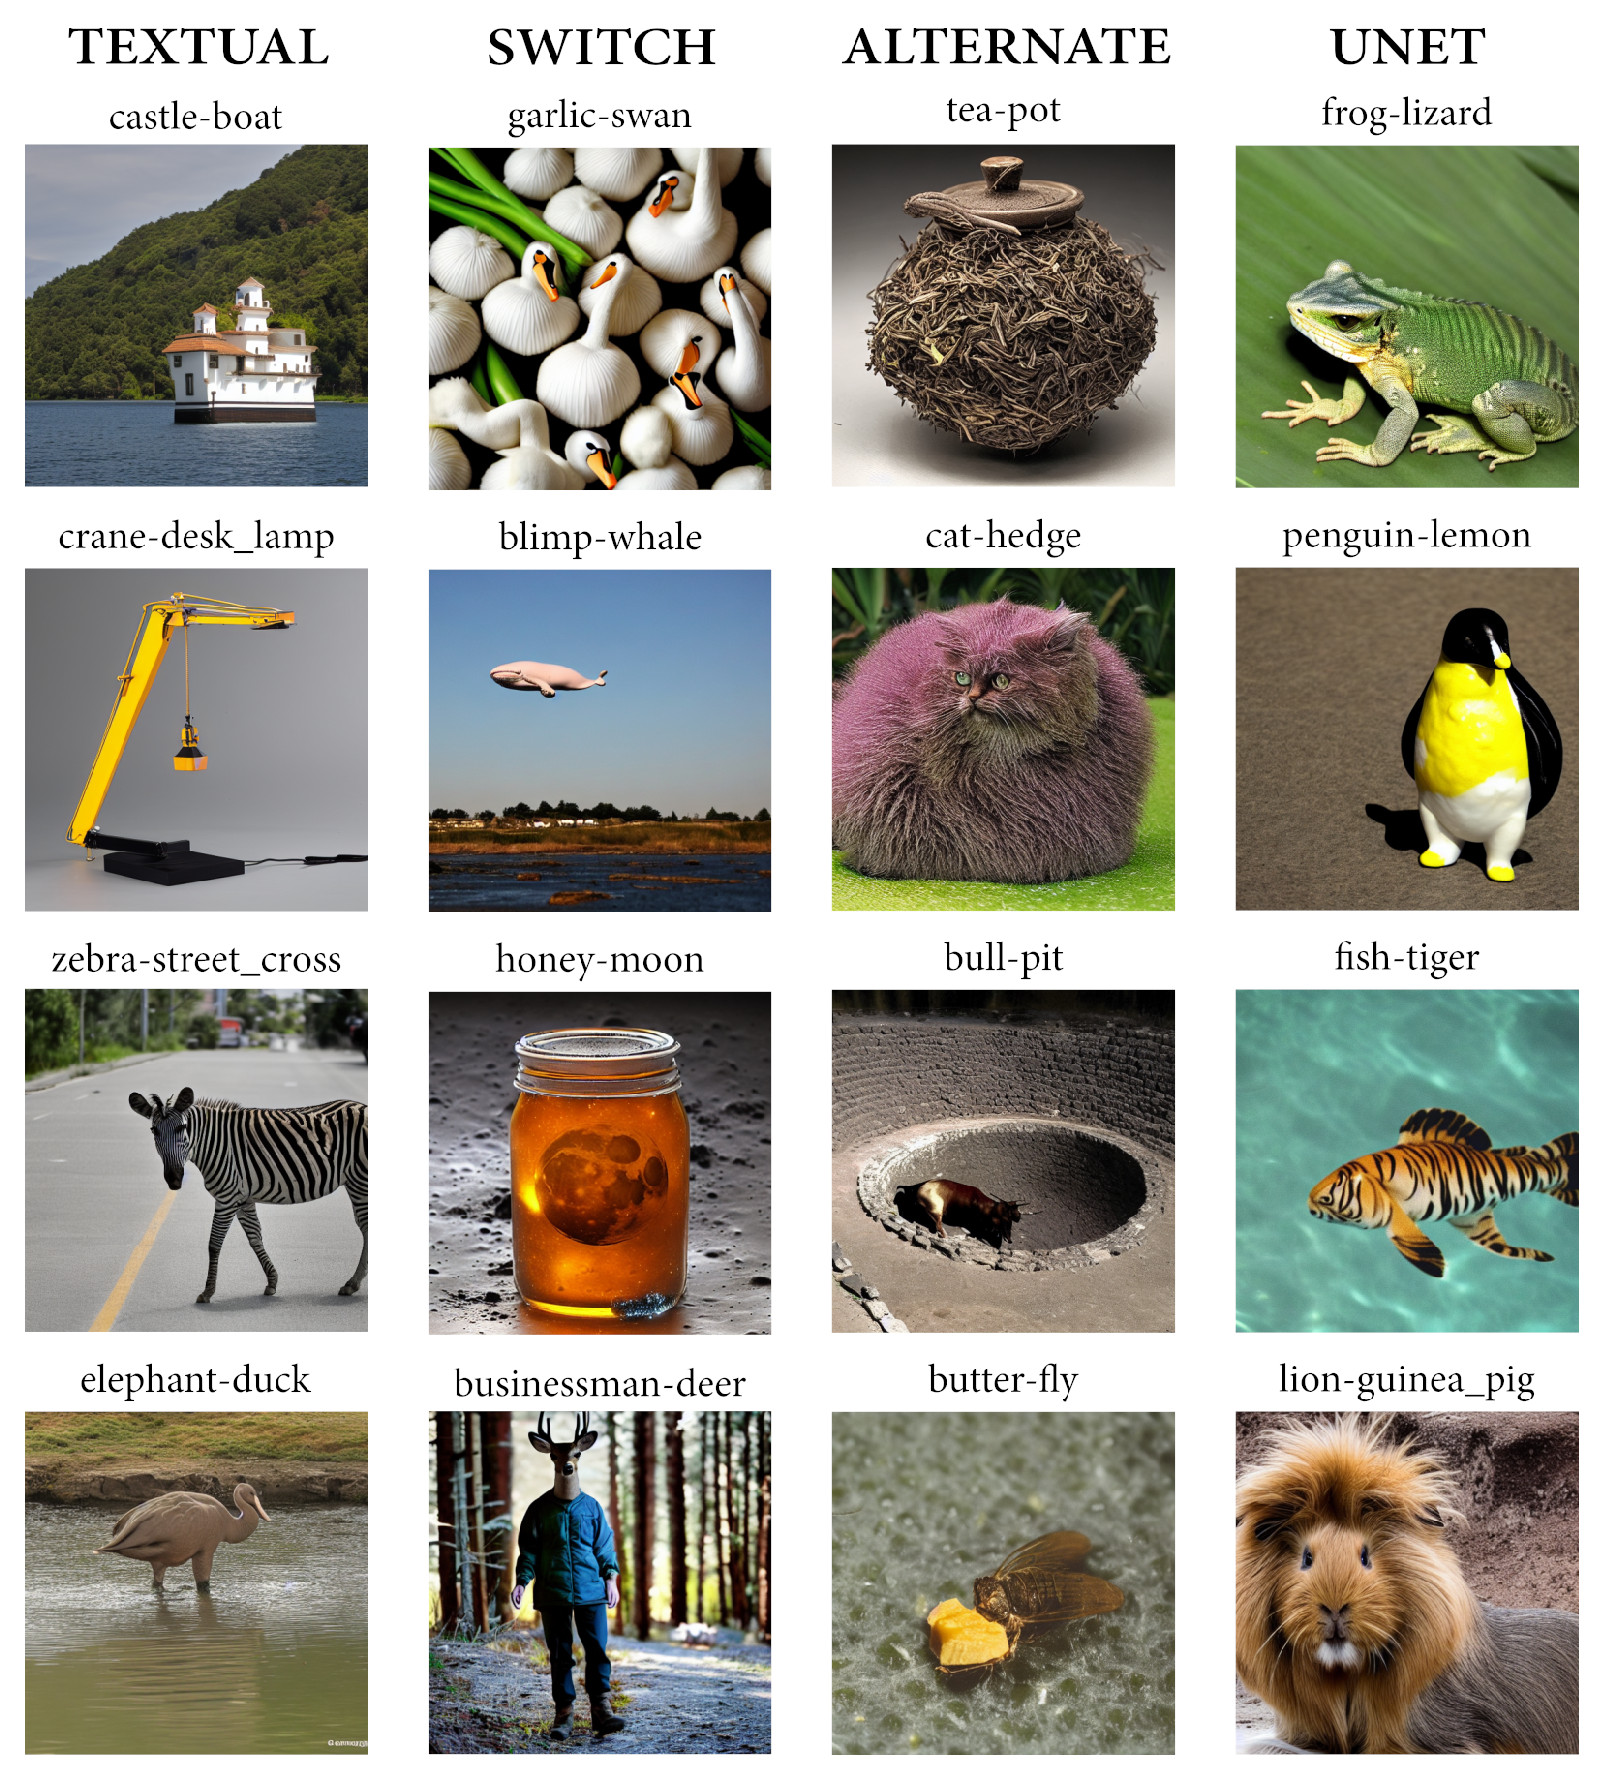 TEXTUAL SWITCH ALTERNATE UNET
castle-boat garlic-swan tea-pot frog-lizard
crane-desk_lamp blimp-whale cat-hedge penguin-lemon
zebra-street_cross honey-moon bull-pit fish-tiger
elephant-duck businessman-deer butter-fly lion-guinea_pig